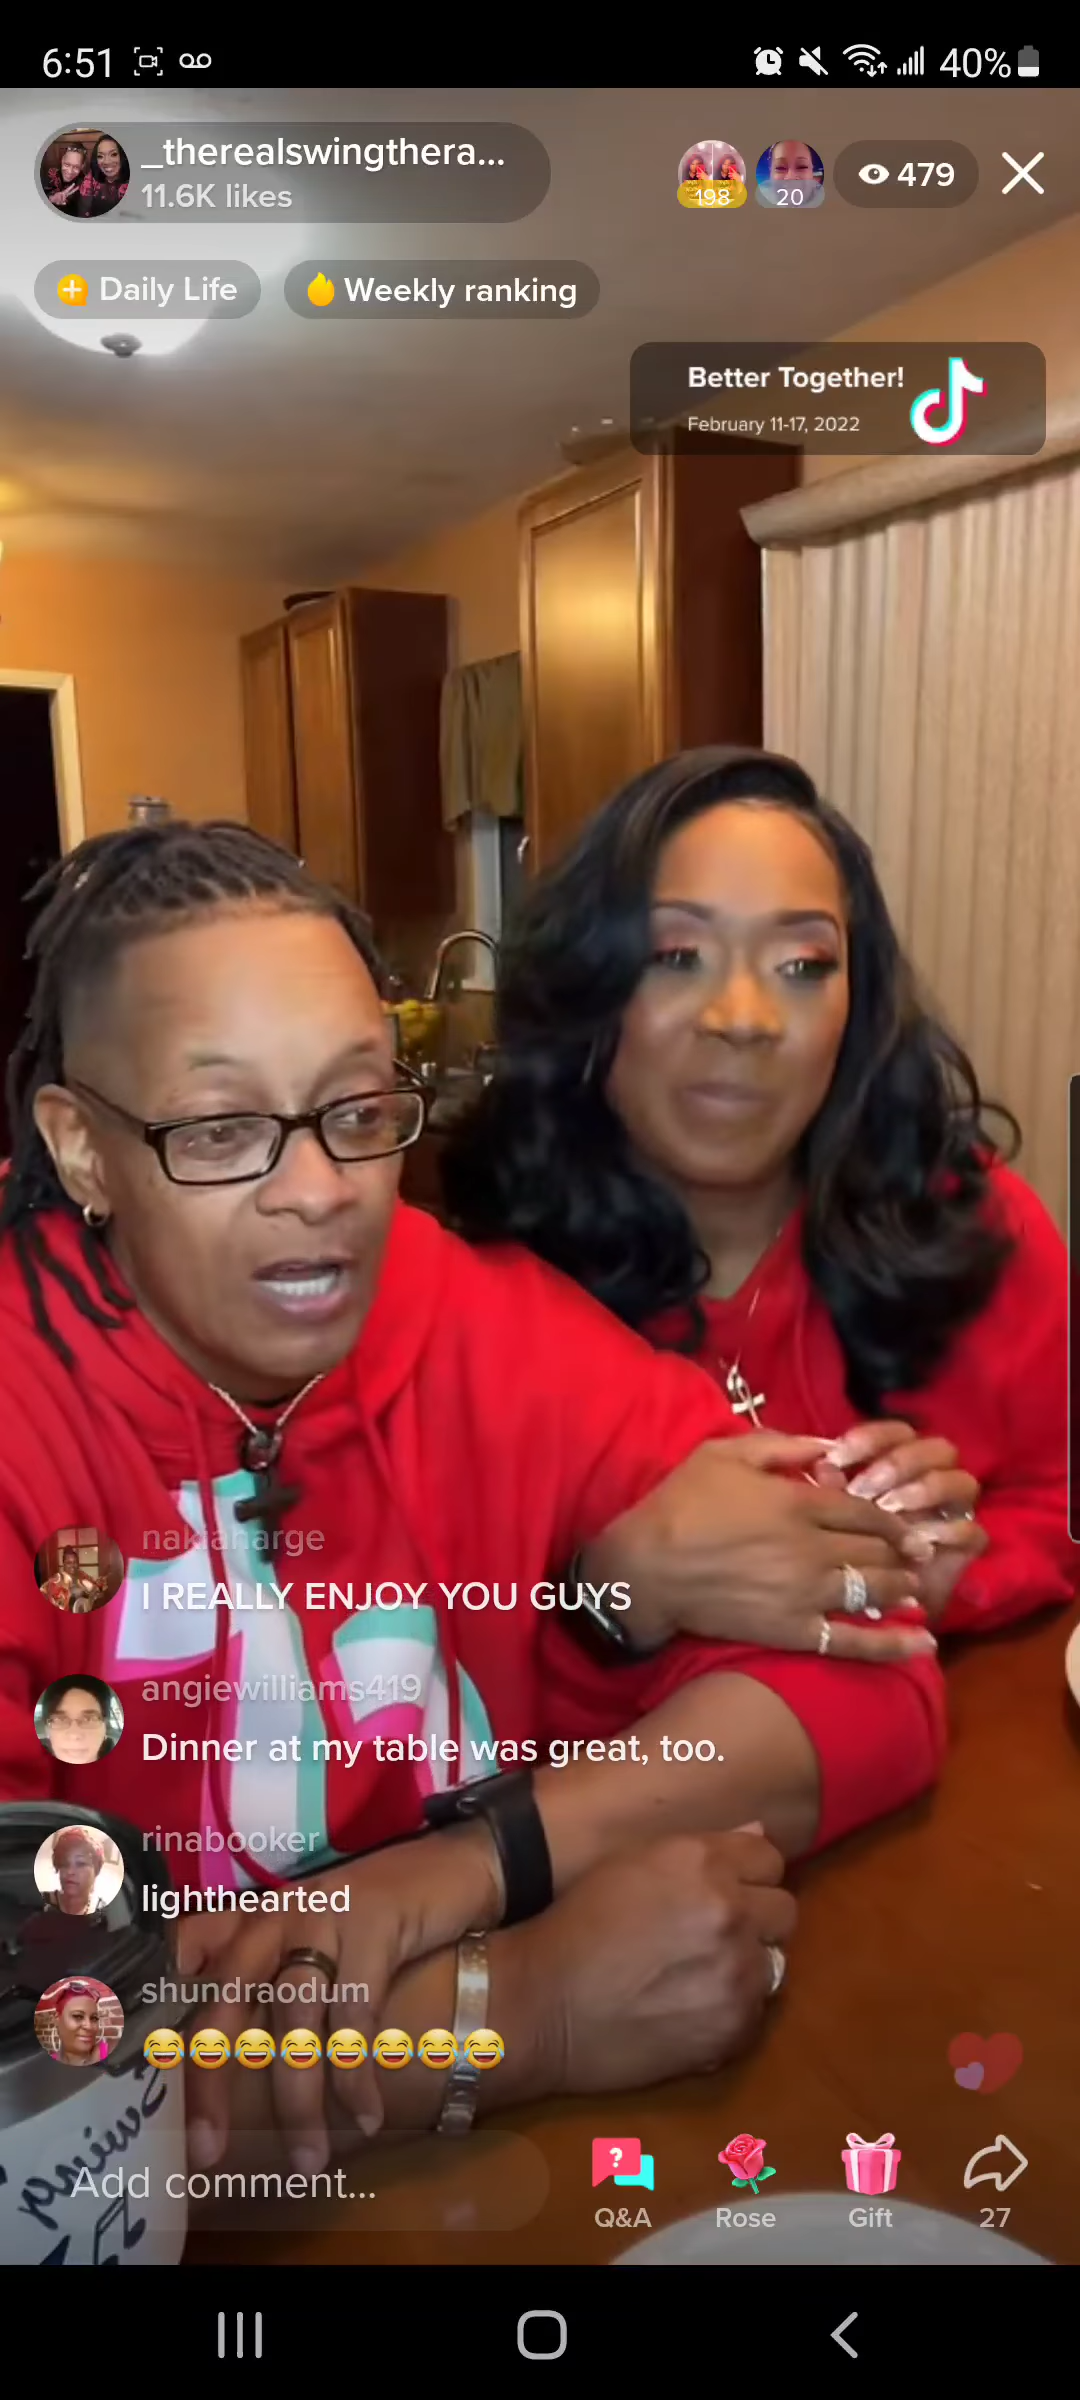 6:51
40%
_therealswingthera...
11.6K likes
198
20
479
Daily Life
Weekly ranking
Better Together!
February 11-17, 2022
nakiaharge
I REALLY ENJOY YOU GUYS
angiewilliams419
Dinner at my table was great, too.
rinabooker
lighthearted
shundraodum
😂😂😂😂😂😂😂😂
Add comment...
Q&A
Rose
Gift
27